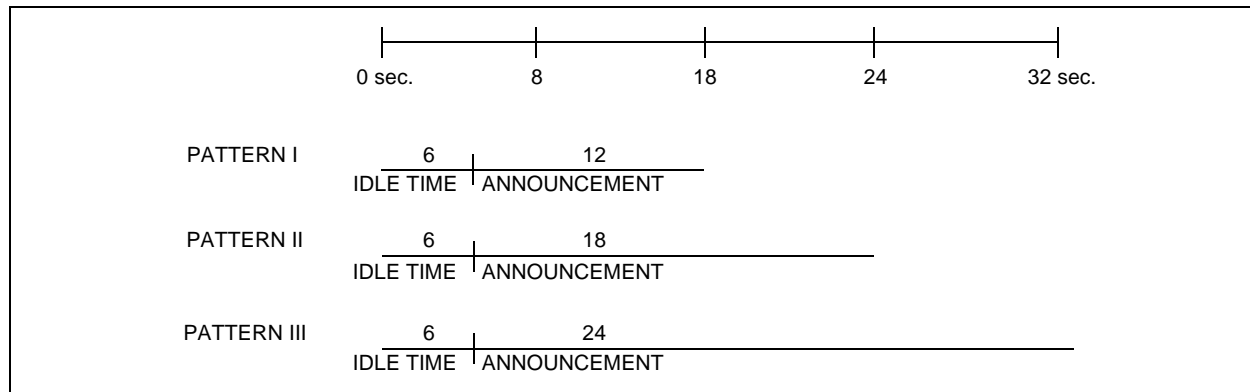 0 sec. 8 18 24 32 sec.
PATTERN I 6 12
IDLE TIME ANNOUNCEMENT
PATTERN II 6 18
IDLE TIME ANNOUNCEMENT
PATTERN III 6 24
IDLE TIME ANNOUNCEMENT